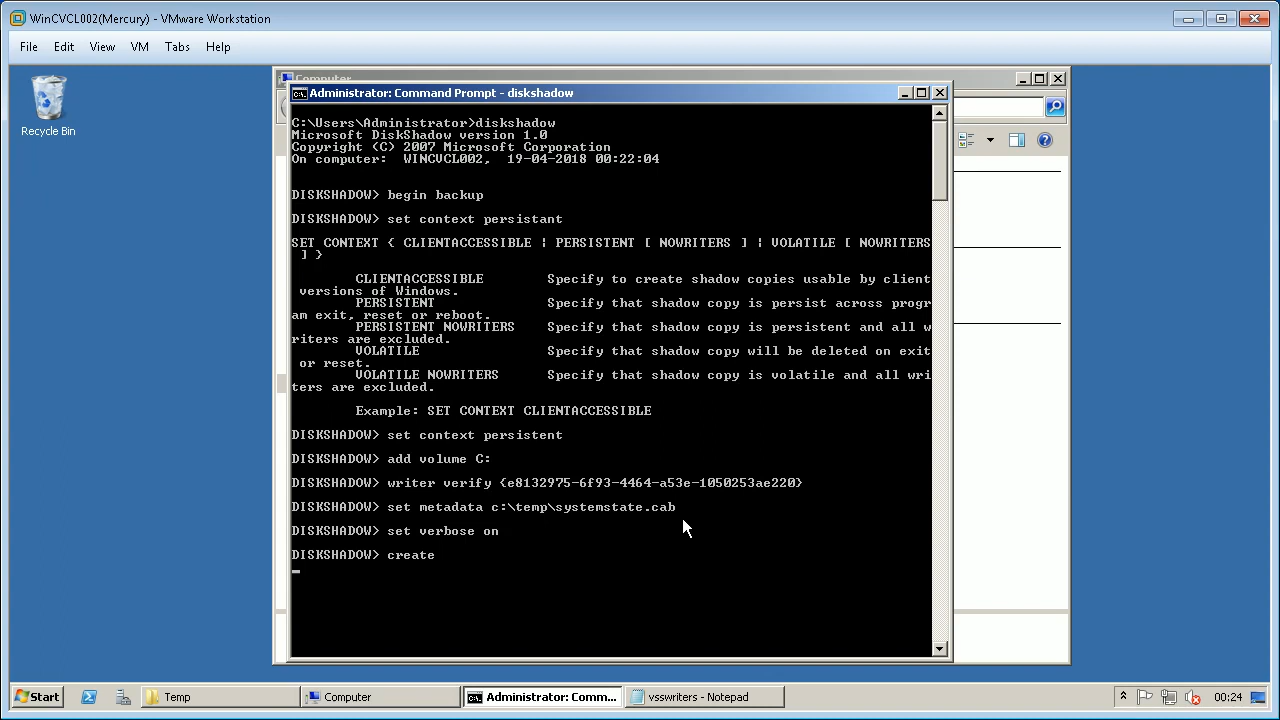 WinCVCL002(Mercury) - VMware Workstation
File Edit View VM Tabs Help
Recycle Bin
Computer
Administrator: Command Prompt - diskshadow
C:\Users\Administrator>diskshadow
Microsoft DiskShadow version 1.0
Copyright (C) 2007 Microsoft Corporation
On computer:  WINCVCL002,  19-04-2018 00:22:04
DISKSHADOW> begin backup
DISKSHADOW> set context persistant
SET CONTEXT { CLIENTACCESSIBLE | PERSISTENT [ NOWRITERS ] | VOLATILE [ NOWRITERS
 ] }
CLIENTACCESSIBLE        Specify to create shadow copies usable by client
 versions of Windows.
PERSISTENT              Specify that shadow copy is persist across progr
am exit, reset or reboot.
PERSISTENT NOWRITERS    Specify that shadow copy is persistent and all w
riters are excluded.
VOLATILE                Specify that shadow copy will be deleted on exit
 or reset.
VOLATILE NOWRITERS      Specify that shadow copy is volatile and all wri
ters are excluded.
Example: SET CONTEXT CLIENTACCESSIBLE
DISKSHADOW> set context persistent
DISKSHADOW> add volume C:
DISKSHADOW> writer verify {e8132975-6f93-4464-a53e-1050253ae220}
DISKSHADOW> set metadata c:\temp\systemstate.cab
DISKSHADOW> set verbose on
DISKSHADOW> create
Start Temp Computer Administrator: Comm... vsswriters - Notepad 00:24